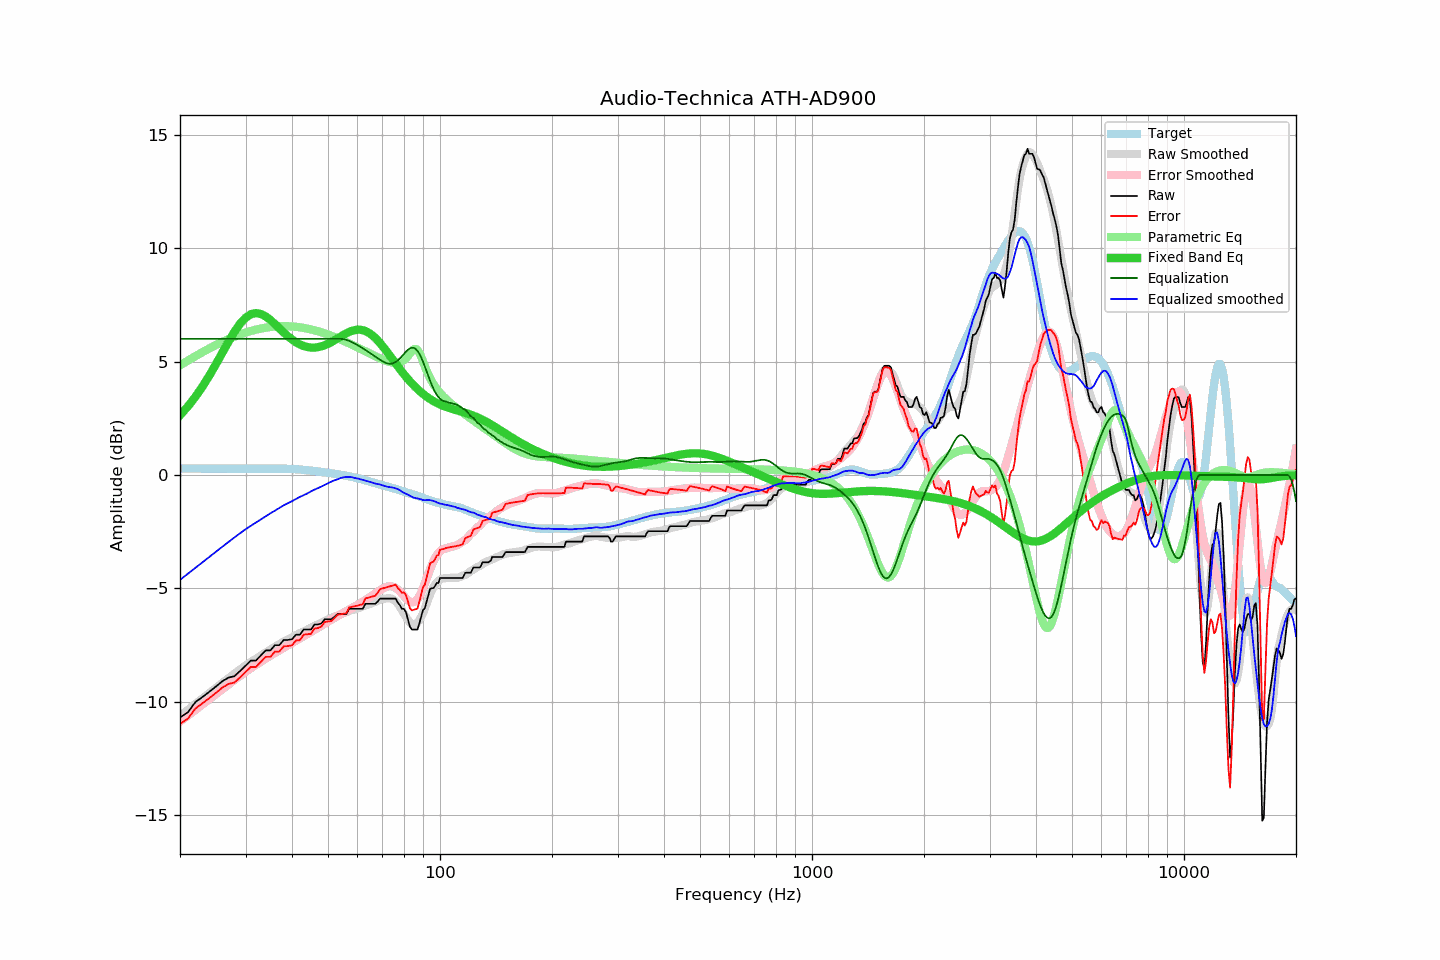 Audio-Technica ATH-AD900
15
10
5
0
−5
−10
−15
Amplitude (dBr)
Target
Raw Smoothed
Error Smoothed
Raw
Error
Parametric Eq
Fixed Band Eq
Equalization
Equalized smoothed
100
1000
10000
Frequency (Hz)